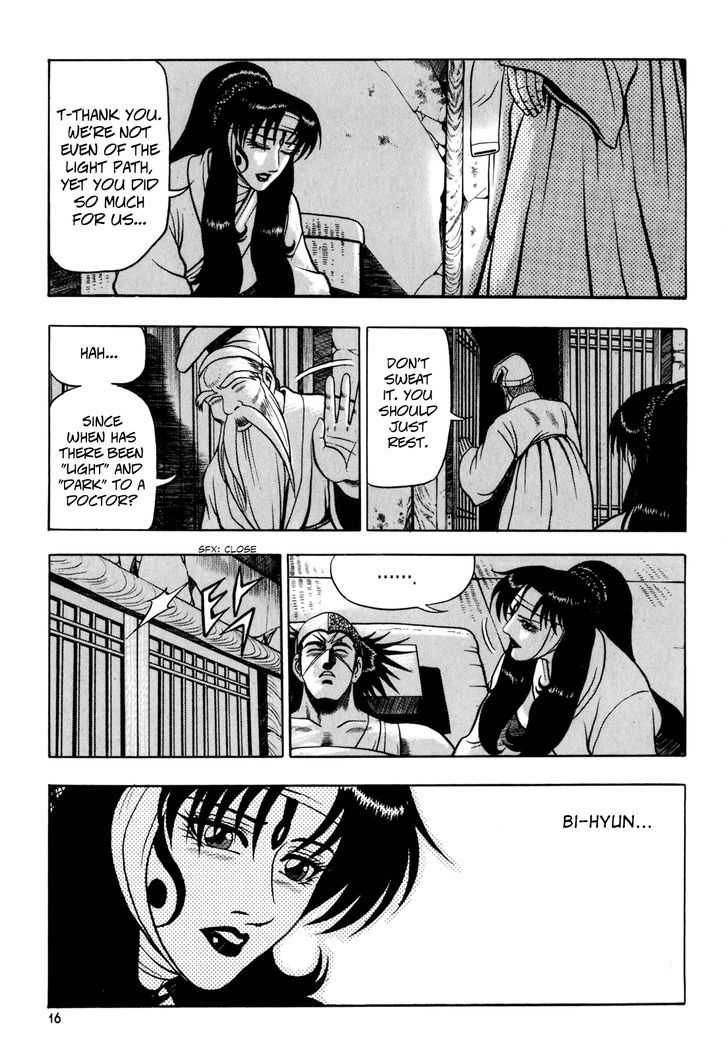 T-THANK YOU.
WE'RE NOT
EVEN OF THE
LIGHT PATH,
YET YOU DID
SO MUCH
FOR US...
HAH...
SINCE
WHEN HAS
THERE BEEN
"LIGHT" AND
"DARK" TO A
DOCTOR?
DON'T
SWEAT
IT. YOU
SHOULD
JUST
REST.
SFX: CLOSE
.......
BI-HYUN...
16